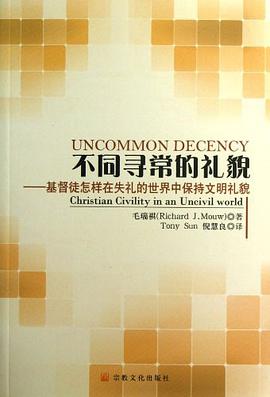 UNCOMMON DECENCY
不同寻常的礼貌
——基督徒怎样在失礼的世界中保持文明礼貌
Christian Civility in an Uncivil world
毛瑞祺(Richard J.Mouw)◎著
Tony Sun 倪慧良◎译
宗教文化出版社